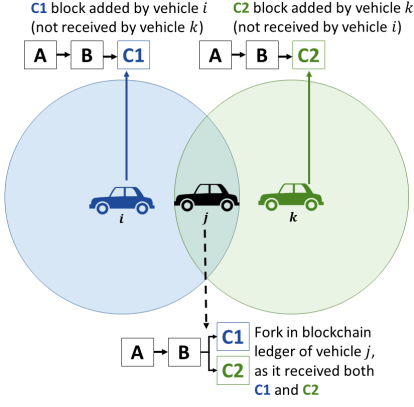 C1 block added by vehicle i
(not received by vehicle k)
A B C1
C2 block added by vehicle k
(not received by vehicle i)
A B C2
i
j
k
A B C1
C2
Fork in blockchain
ledger of vehicle j,
as it received both
C1 and C2